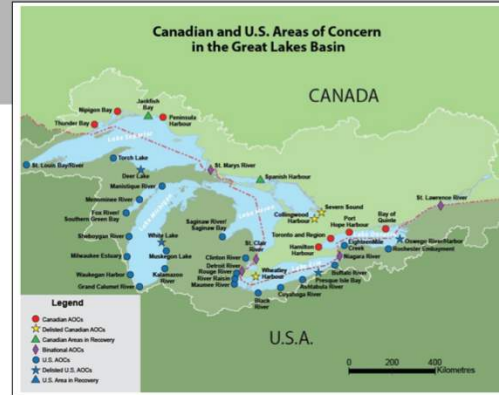 Canadian and U.S. Areas of Concern
in the Great Lakes Basin
CANADA
Nipigon Bay
Jackfish
Bay
Peninsula
Harbour
Thunder Bay
St. Louis Bay/River
Torch Lake
Deer Lake
St. Marys River
Spanish Harbour
Manistique River
Menominee River
Fox River/
Southern Green Bay
Sheboygan River
Milwaukee Estuary
Waukegan Harbor
Grand Calumet River
White Lake
Muskegon Lake
Kalamazoo
River
Saginaw River/
Saginaw Bay
Collingwood
Harbour
Severn Sound
St. Lawrence River
Bay of
Quinte
Port
Hope Harbour
Toronto and Region
Hamilton
Harbour
Eighteenmile
Creek
Oswego River/Harbor
Rochester Embayment
Niagara River
Buffalo River
Presque Isle Bay
Ashtabula River
Cuyahoga River
Black
River
Wheatley
Harbour
St. Clair
River
Clinton River
Detroit River
Rouge River
River Raisin
Maumee River
U.S.A.
Legend
Canadian AOCs
Delisted Canadian AOCs
Canadian Areas in Recovery
Binational AOCs
U.S. AOCs
Delisted U.S. AOCs
U.S. Area in Recovery
0 200 400
Kilometres